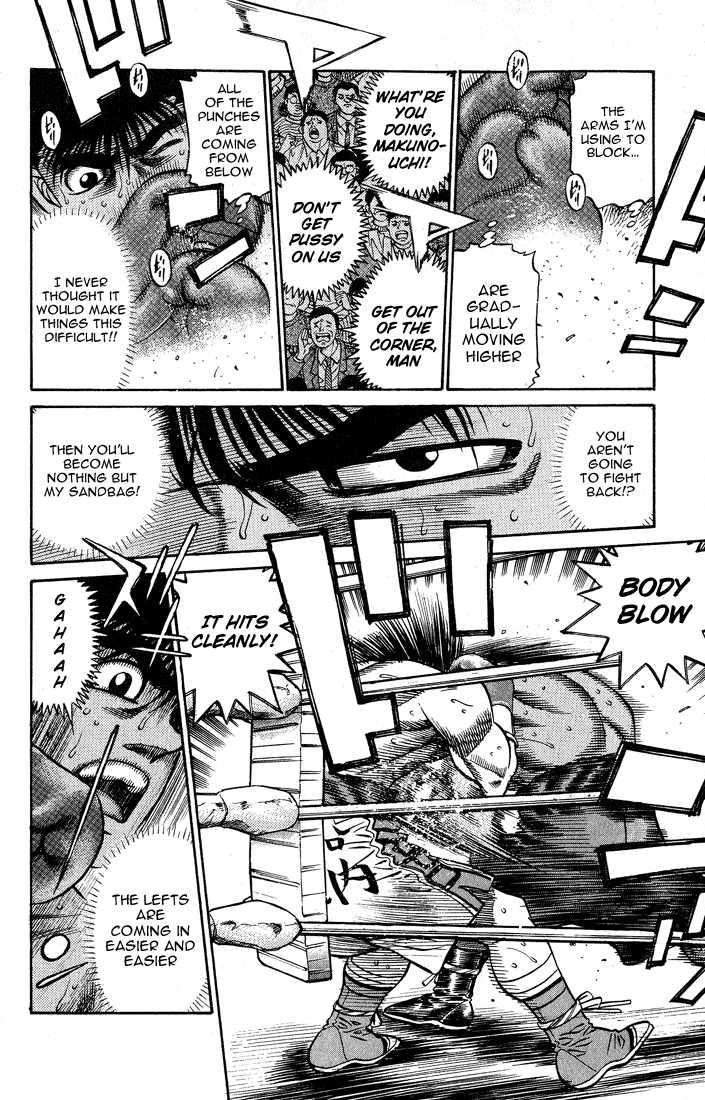 THE
ARMS I'M
USING TO
BLOCK...
ARE
GRAD-
UALLY
MOVING
HIGHER
WHAT'RE
YOU
DOING,
MAKUNO-
UCHI!
DON'T
GET
PUSSY
ON US
GET OUT
OF THE
CORNER,
MAN
ALL
OF THE
PUNCHES
ARE
COMING
FROM
BELOW
I NEVER
THOUGHT IT
WOULD MAKE
THINGS THIS
DIFFICULT!!
YOU
AREN'T
GOING
TO FIGHT
BACK!?
THEN YOU'LL
BECOME
NOTHING BUT
MY SANDBAG!
BODY
BLOW
IT HITS
CLEANLY!
GAHAAH
THE LEFTS
ARE
COMING IN
EASIER AND
EASIER